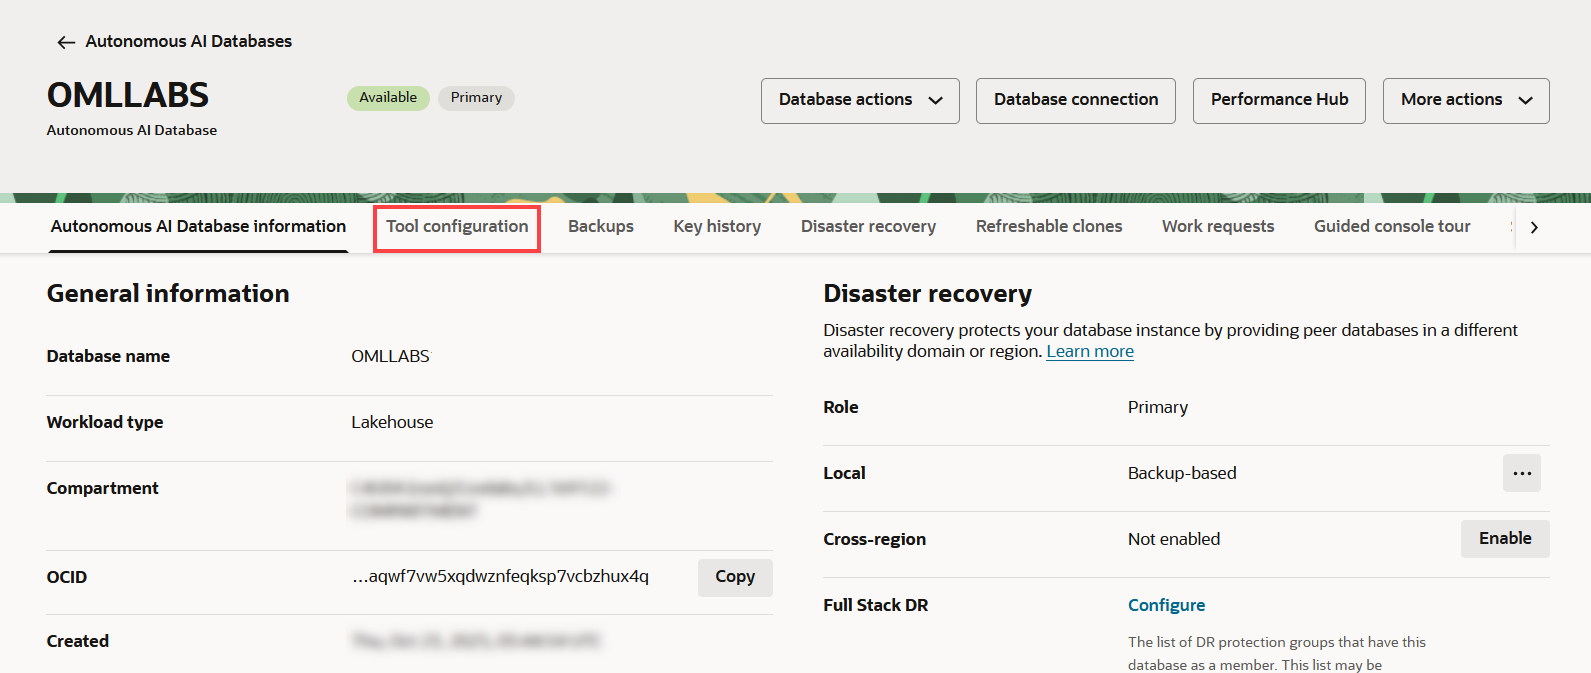 Autonomous AI Databases
OMLLABS
Available
Primary
Autonomous AI Database
Database actions
Database connection
Performance Hub
More actions
Autonomous AI Database information
Tool configuration
Backups
Key history
Disaster recovery
Refreshable clones
Work requests
Guided console tour
General information
Database name
OMLLABS
Workload type
Lakehouse
Compartment
OCID
...aqwf7vw5xqdwznfeqksp7vcbzhux4q
Copy
Created
Disaster recovery
Disaster recovery protects your database instance by providing peer databases in a different
availability domain or region. Learn more
Role
Primary
Local
Backup-based
Cross-region
Not enabled
Enable
Full Stack DR
Configure
The list of DR protection groups that have this
database as a member. This list may be